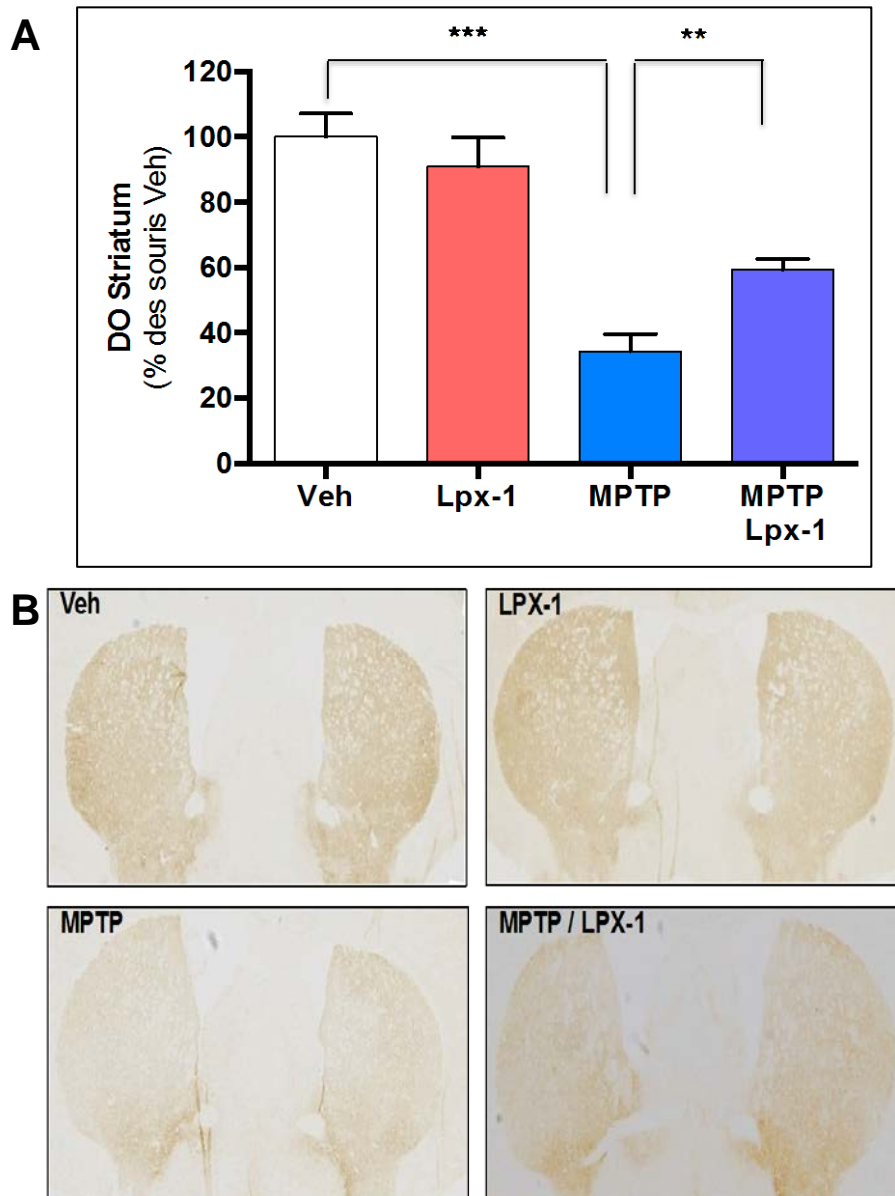 A
*** **
120
100
80
60
40
20
0
DO Striatum
(% des souris Veh)
Veh Lpx-1 MPTP MPTP
Lpx-1
B
Veh
LPX-1
MPTP
MPTP / LPX-1